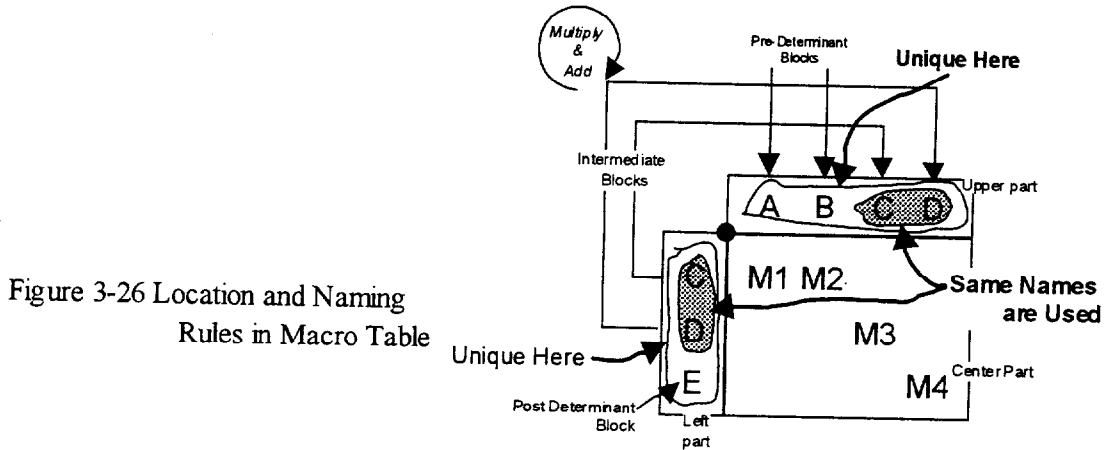 Multiply
&
Add
Pre-Determinant
Blocks
Unique Here
Intermediate
Blocks
Upper part
A B C D
Figure 3-26 Location and Naming
Rules in Macro Table
C
D
E
M1 M2
M3
M4
Same Names
are Used
Unique Here
Center Part
Post Determinant
Block
Left
part